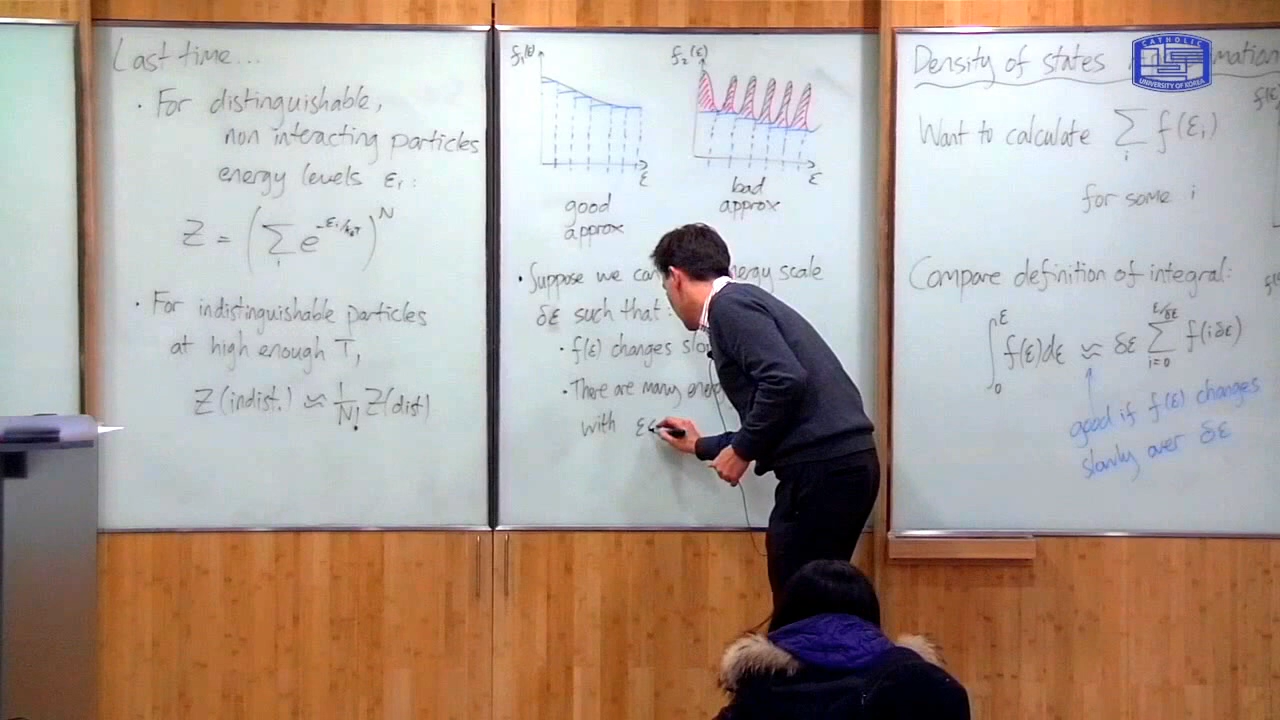 Last time...
· For distinguishable,
non interacting particles
energy levels εi:
Z = (∑i e^-εi/kBT)^N
· For indistinguishable particles
at high enough T,
Z(indist.) ≈ 1/N! Z(dist)
f1(ε)
ε
good
approx
f2(ε)
ε
bad
approx
· Suppose we can energy scale
δε such that:
· f(ε) changes
· There are many
with
Density of states
Want to calculate ∑i f(εi)
for some i
Compare definition of integral:
∫0^ε f(ε)dε ≈ δε ∑i=0^ε/δε f(iδε)
good if f(ε) changes
slowly over δε
CATHOLIC
UNIVERSITY OF KOREA